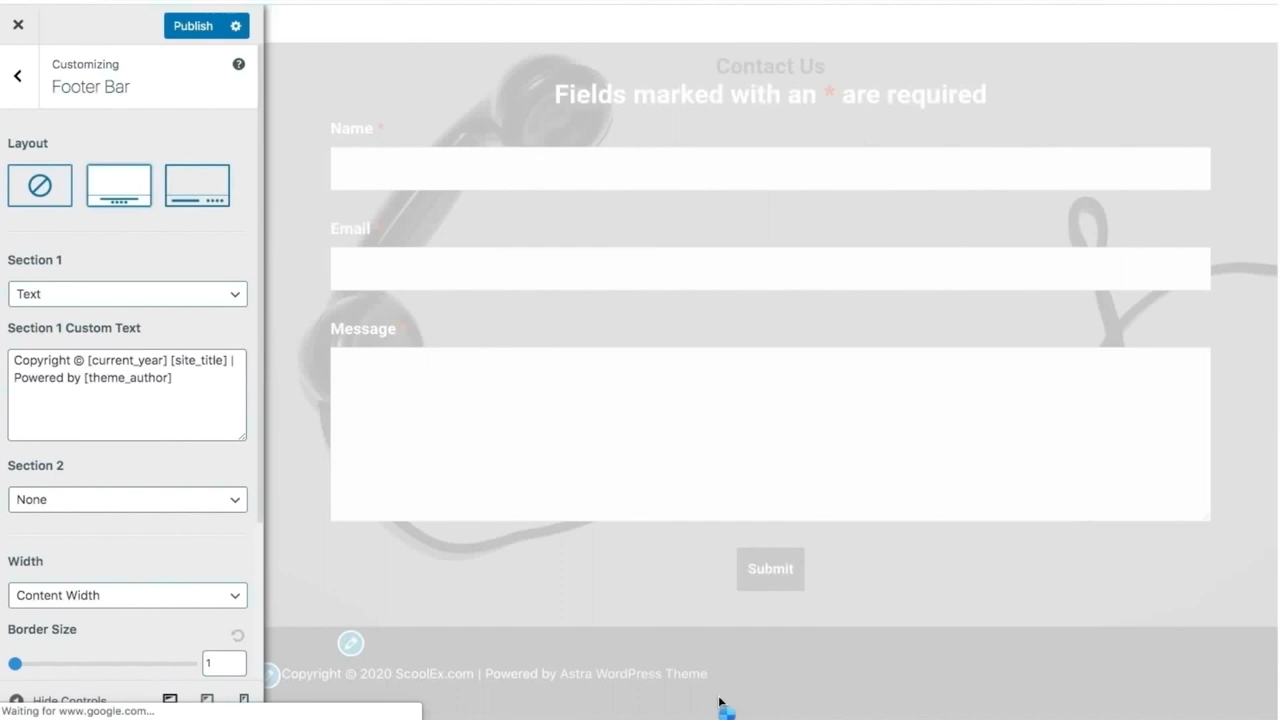 Publish
Customizing
Footer Bar
Layout
Section 1
Text
Section 1 Custom Text
Copyright © [current_year] [site_title] |
Powered by [theme_author]
Section 2
None
Width
Content Width
Border Size
1
Hide Controls
Waiting for www.google.com...
Contact Us
Fields marked with an * are required
Name *
Email *
Message *
Submit
Copyright © 2020 ScoolEx.com | Powered by Astra WordPress Theme